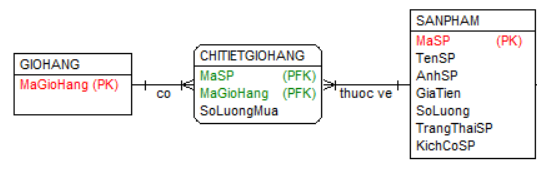 GIOHANG
MaGioHang (PK)
co
CHITIETGIOHANG
MaSP (PFK)
MaGioHang (PFK)
SoLuongMua
thuoc ve
SANPHAM
MaSP (PK)
TenSP
AnhSP
GiaTien
SoLuong
TrangThaiSP
KichCoSP